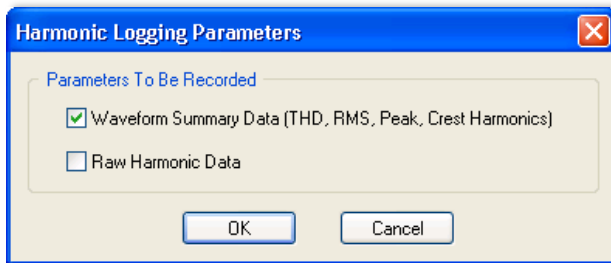 Harmonic Logging Parameters
Parameters To Be Recorded
Waveform Summary Data (THD, RMS, Peak, Crest Harmonics)
Raw Harmonic Data
OK Cancel